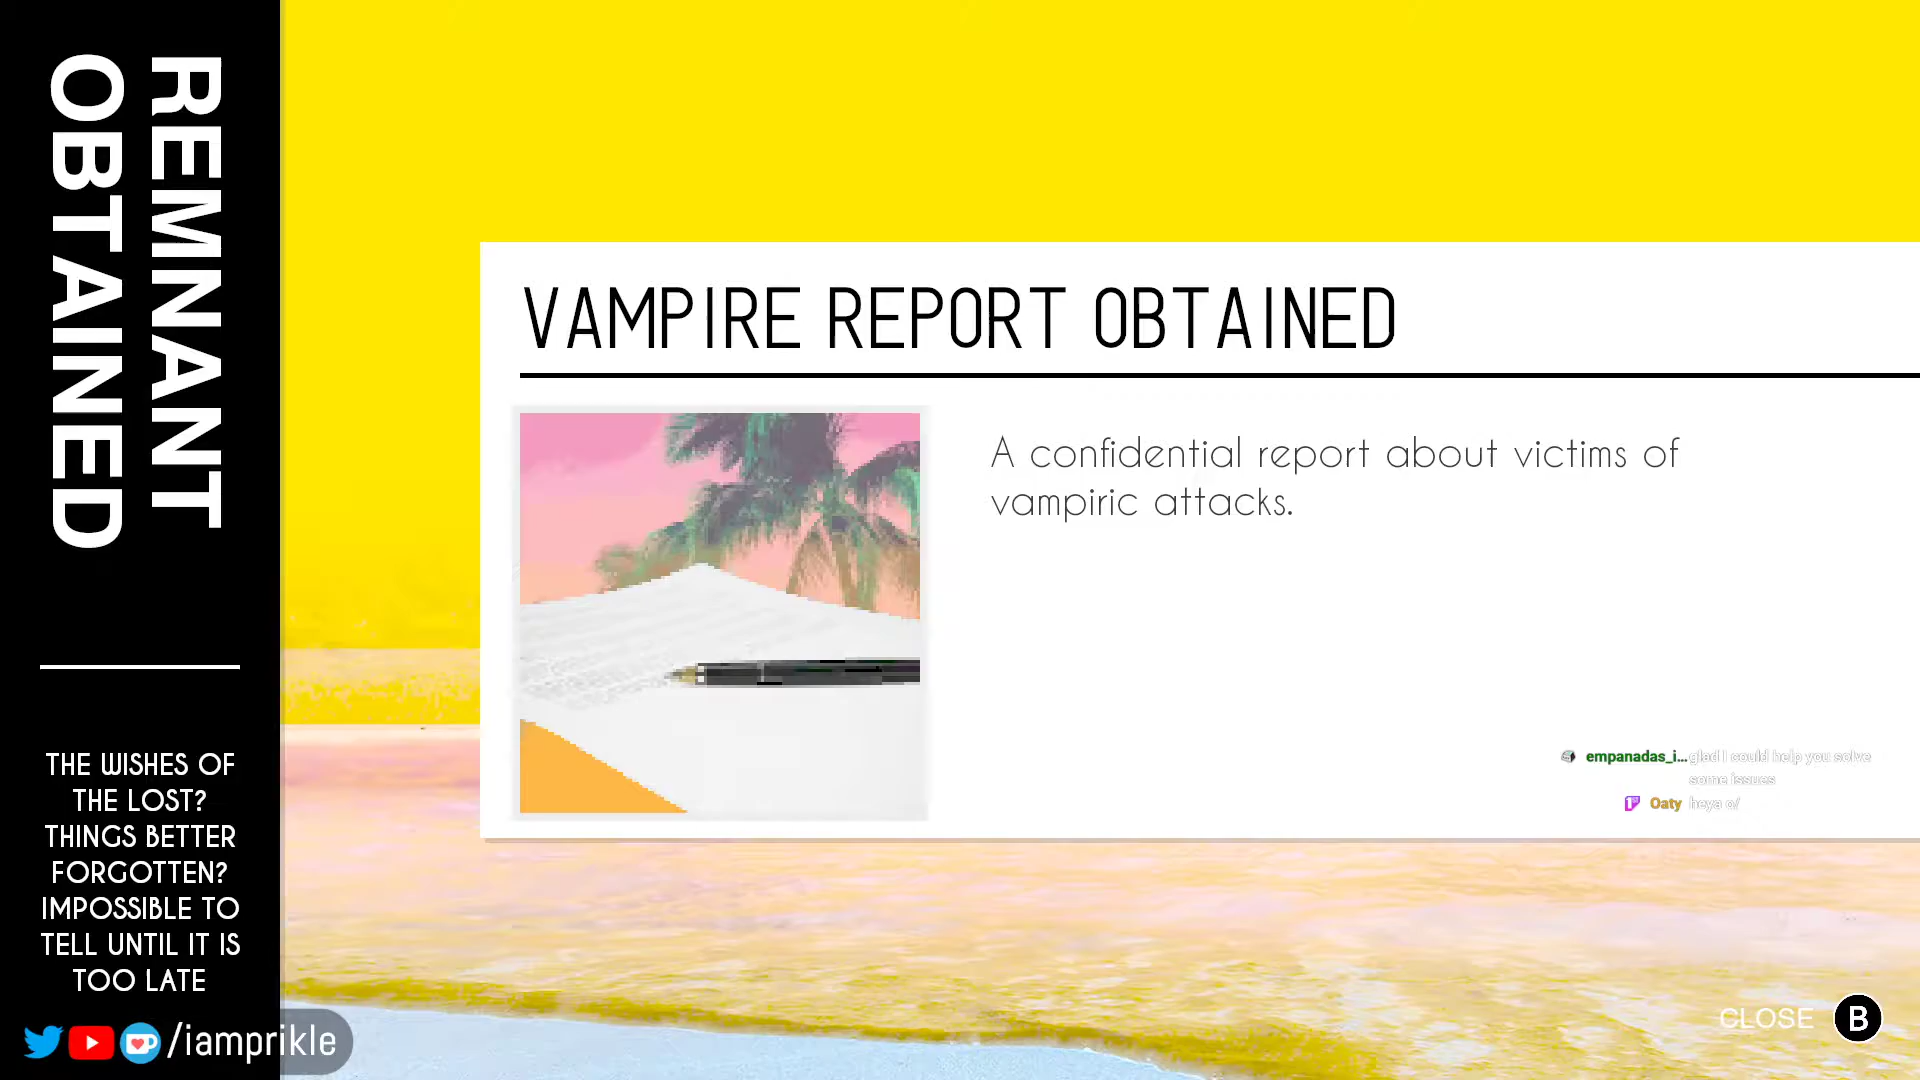 REMNANT
OBTAINED
THE WISHES OF
THE LOST?
THINGS BETTER
FORGOTTEN?
IMPOSSIBLE TO
TELL UNTIL IT IS
TOO LATE
/iamprikle
VAMPIRE REPORT OBTAINED
A confidential report about victims of
vampiric attacks.
empanadas_i... glad I could help you solve
some issues
Oaty heya o/
CLOSE B